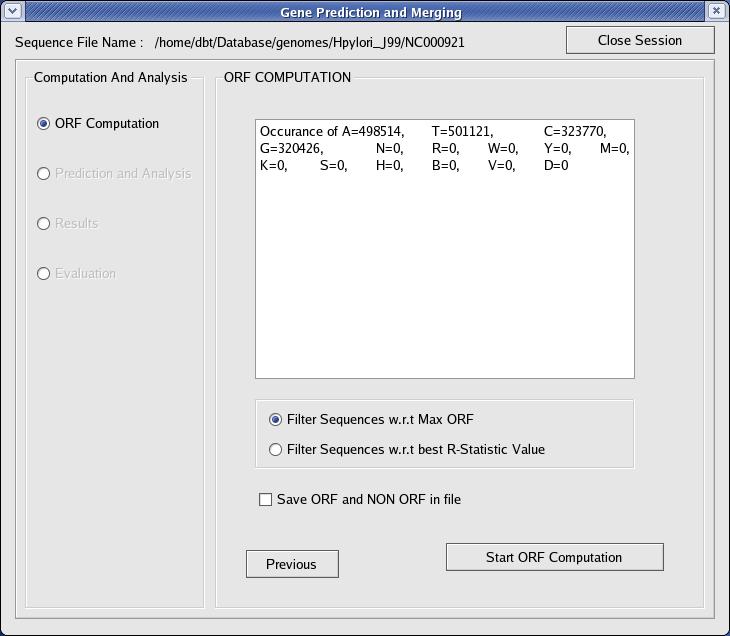 Gene Prediction and Merging
Sequence File Name : /home/dbt/Database/genomes/Hpylori_J99/NC000921
Close Session
Computation And Analysis
ORF Computation
Prediction and Analysis
Results
Evaluation
ORF COMPUTATION
Occurance of A=498514, T=501121, C=323770,
G=320426, N=0, R=0, W=0, Y=0, M=0,
K=0, S=0, H=0, B=0, V=0, D=0
Filter Sequences w.r.t Max ORF
Filter Sequences w.r.t best R-Statistic Value
Save ORF and NON ORF in file
Previous
Start ORF Computation